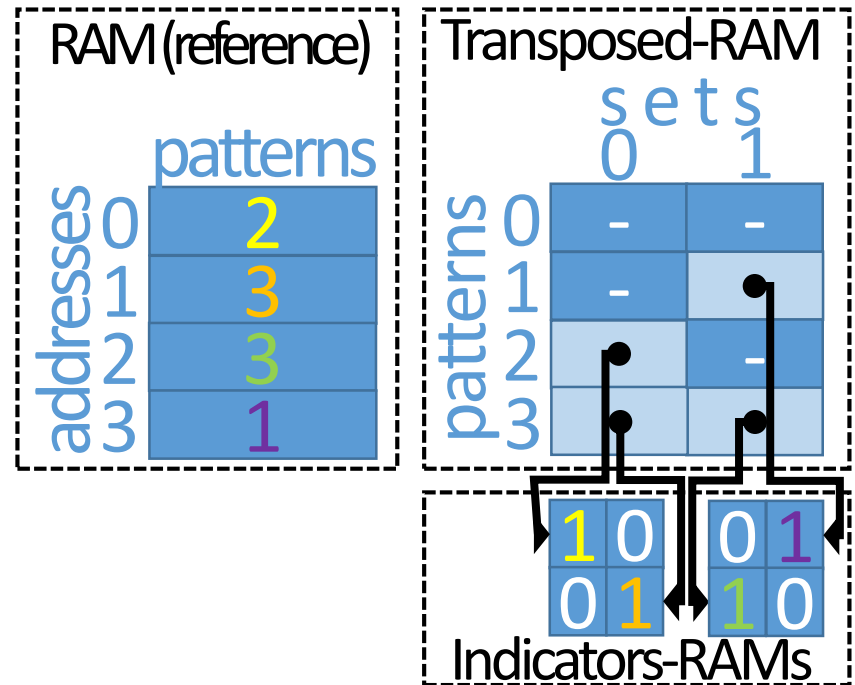 RAM (reference)
patterns
addresses
0 2
1 3
2 3
3 1
Transposed-RAM
sets
0 1
patterns
0 - -
1 -
2 -
3
1 0
0 1
0 1
1 0
Indicators-RAMs